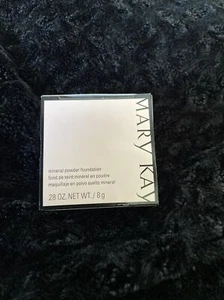 MARY KAY
mineral powder foundation
fond de teint minéral en poudre
maquillaje en polvo suelto mineral
.28 OZ. NET WT. / 8 g